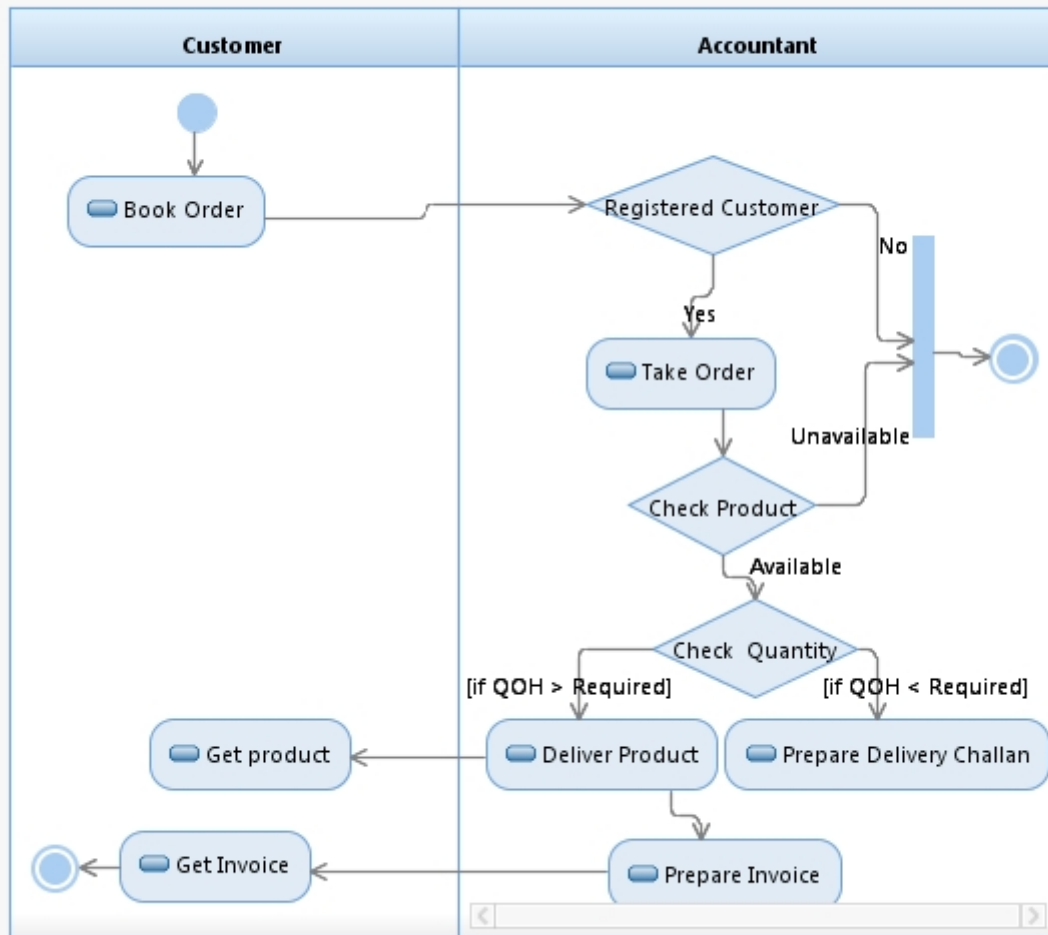 Customer
Accountant
Book Order
Registered Customer
No
Yes
Take Order
Unavailable
Check Product
Available
Check Quantity
[if QOH > Required]
[if QOH < Required]
Get product
Deliver Product
Prepare Delivery Challan
Get Invoice
Prepare Invoice